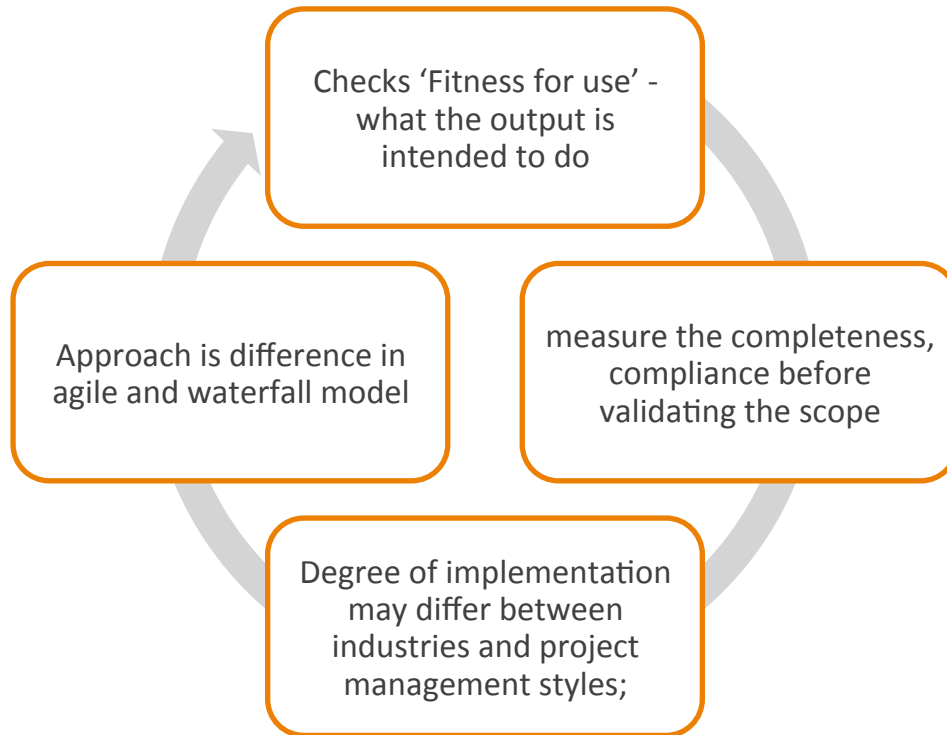 Checks ‘Fitness for use’ -
what the output is
intended to do
measure the completeness,
compliance before
validating the scope
Degree of implementation
may differ between
industries and project
management styles;
Approach is difference in
agile and waterfall model